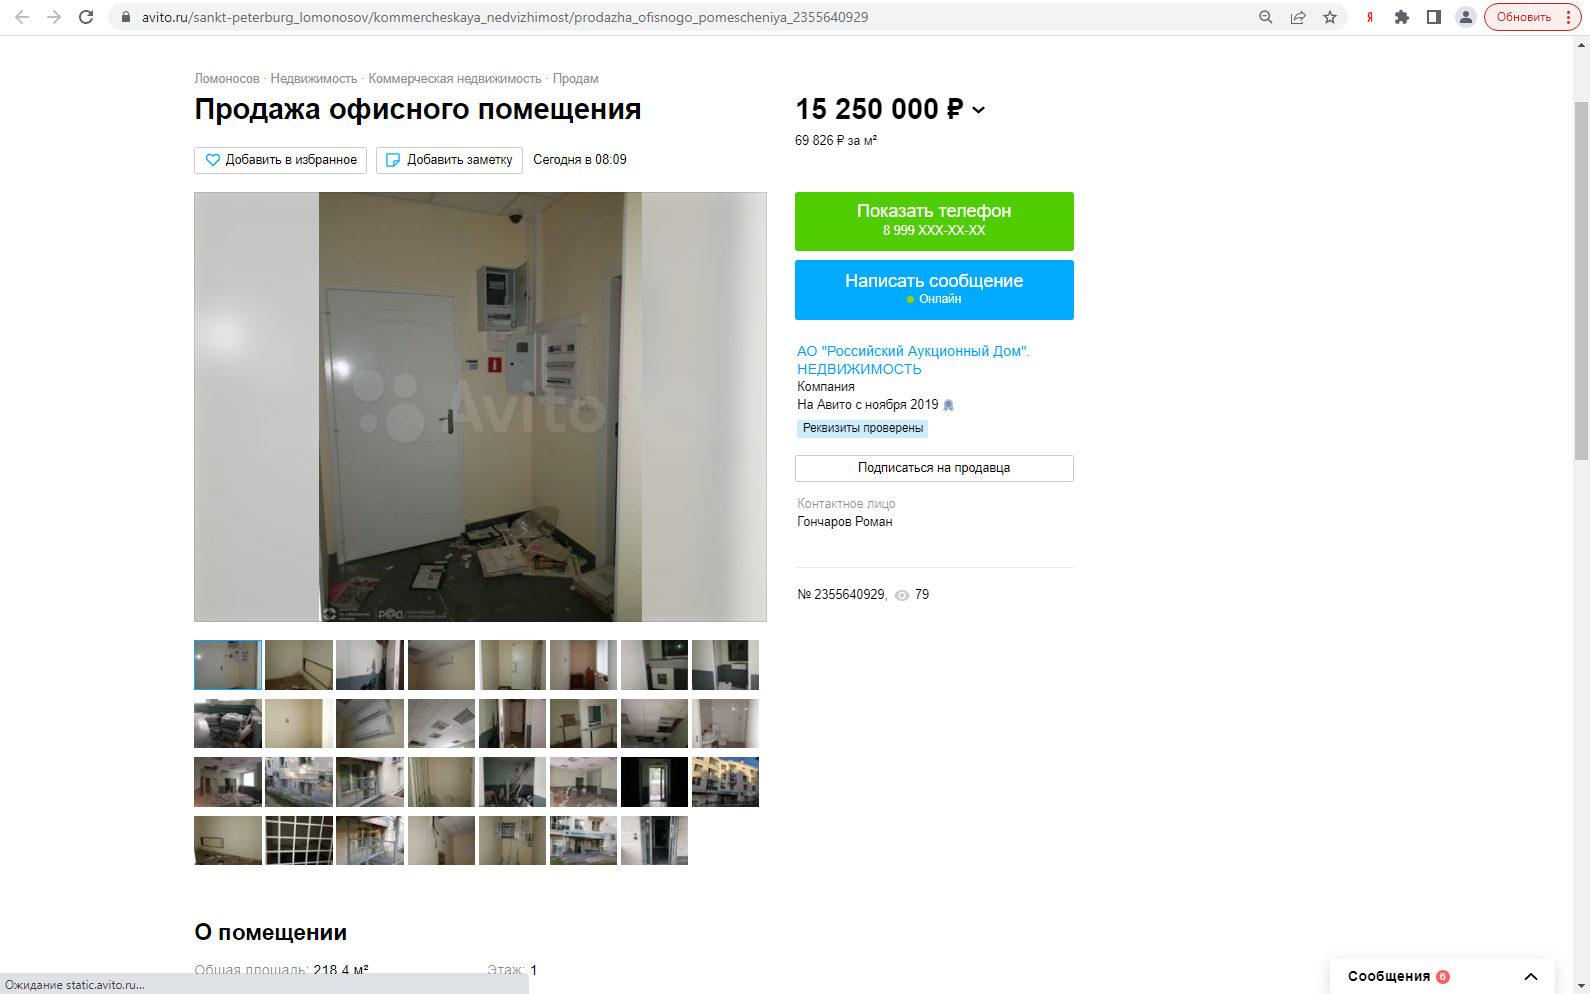 avito.ru/sankt-peterburg_lomonosov/kommercheskaya_nedvizhimost/prodazha_ofisnogo_pomescheniya_2355640929
Я
Обновить
Ломоносов · Недвижимость · Коммерческая недвижимость · Продам
Продажа офисного помещения
15 250 000 ₽
69 826 ₽ за м²
Добавить в избранное
Добавить заметку
Сегодня в 08:09
Показать телефон
8 999 XXX-XX-XX
Написать сообщение
Онлайн
Avito
АО "Российский Аукционный Дом".
НЕДВИЖИМОСТЬ
Компания
На Авито с ноября 2019
Реквизиты проверены
Подписаться на продавца
Контактное лицо
Гончаров Роман
№ 2355640929, 79
О помещении
Общая площадь: 218.4 м²
Этаж: 1
Ожидание static.avito.ru...
Сообщения 6